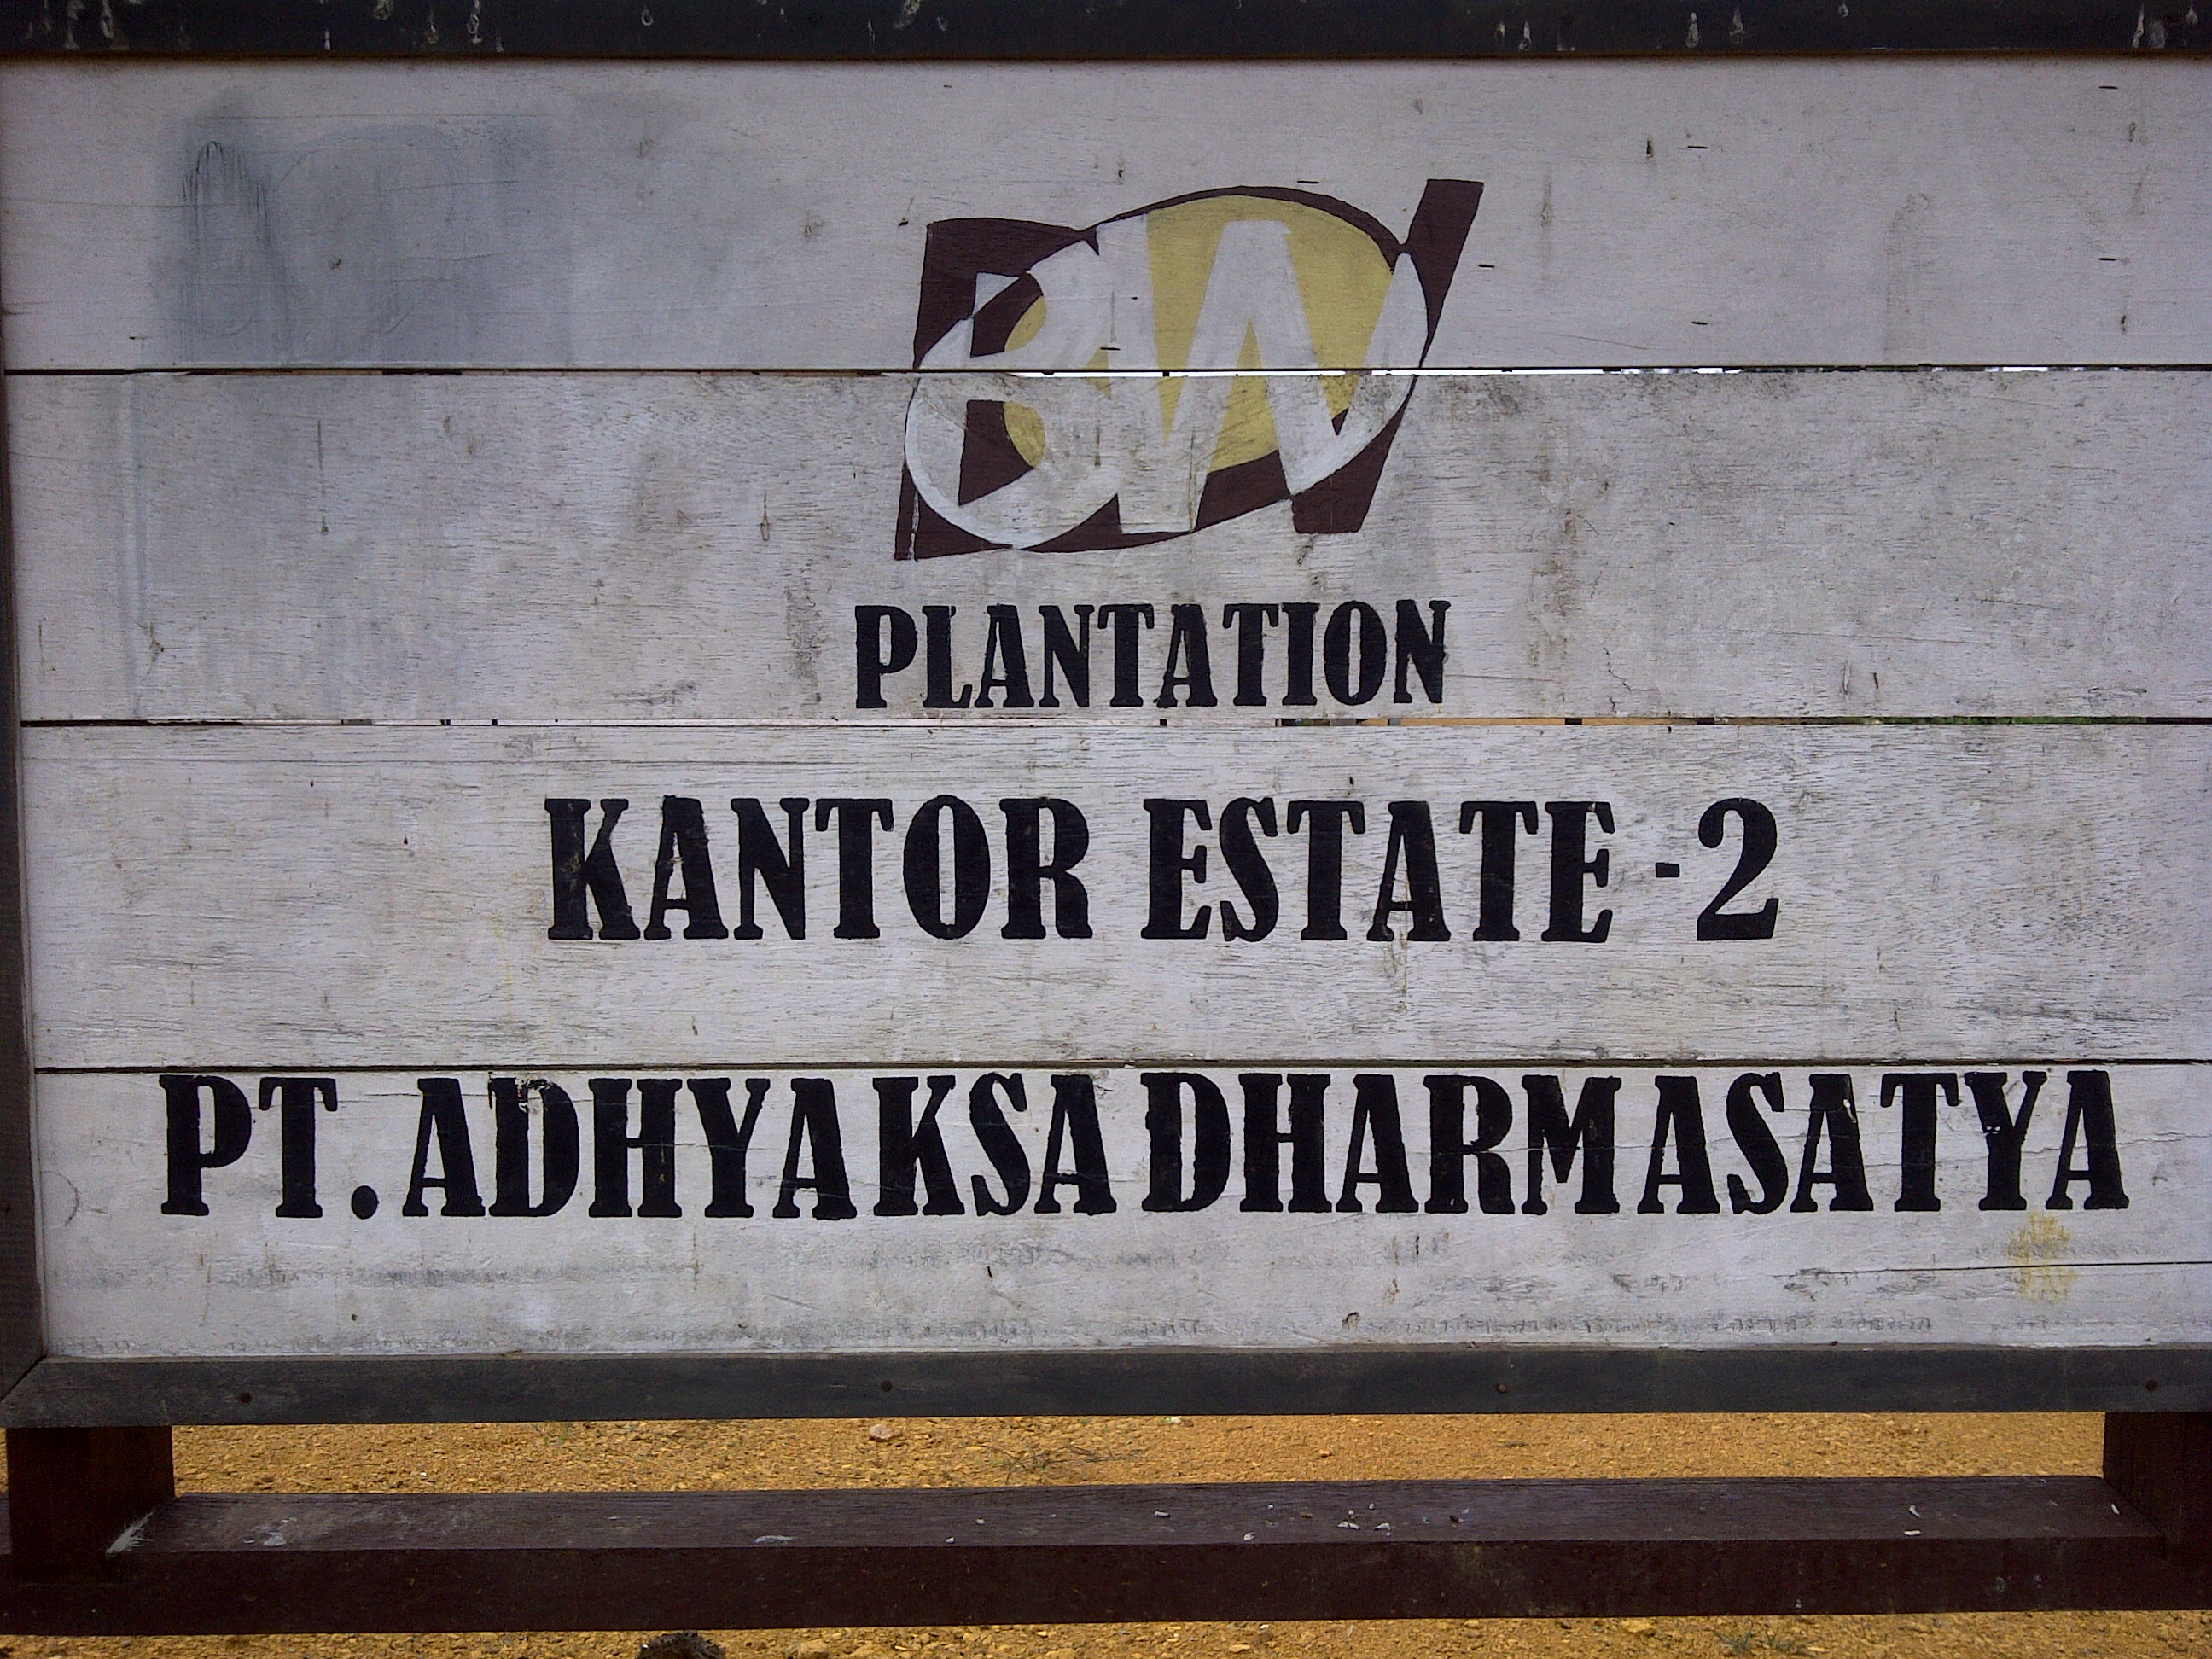 BW
PLANTATION
KANTOR ESTATE - 2
PT. ADHYAKSA DHARMASATYA